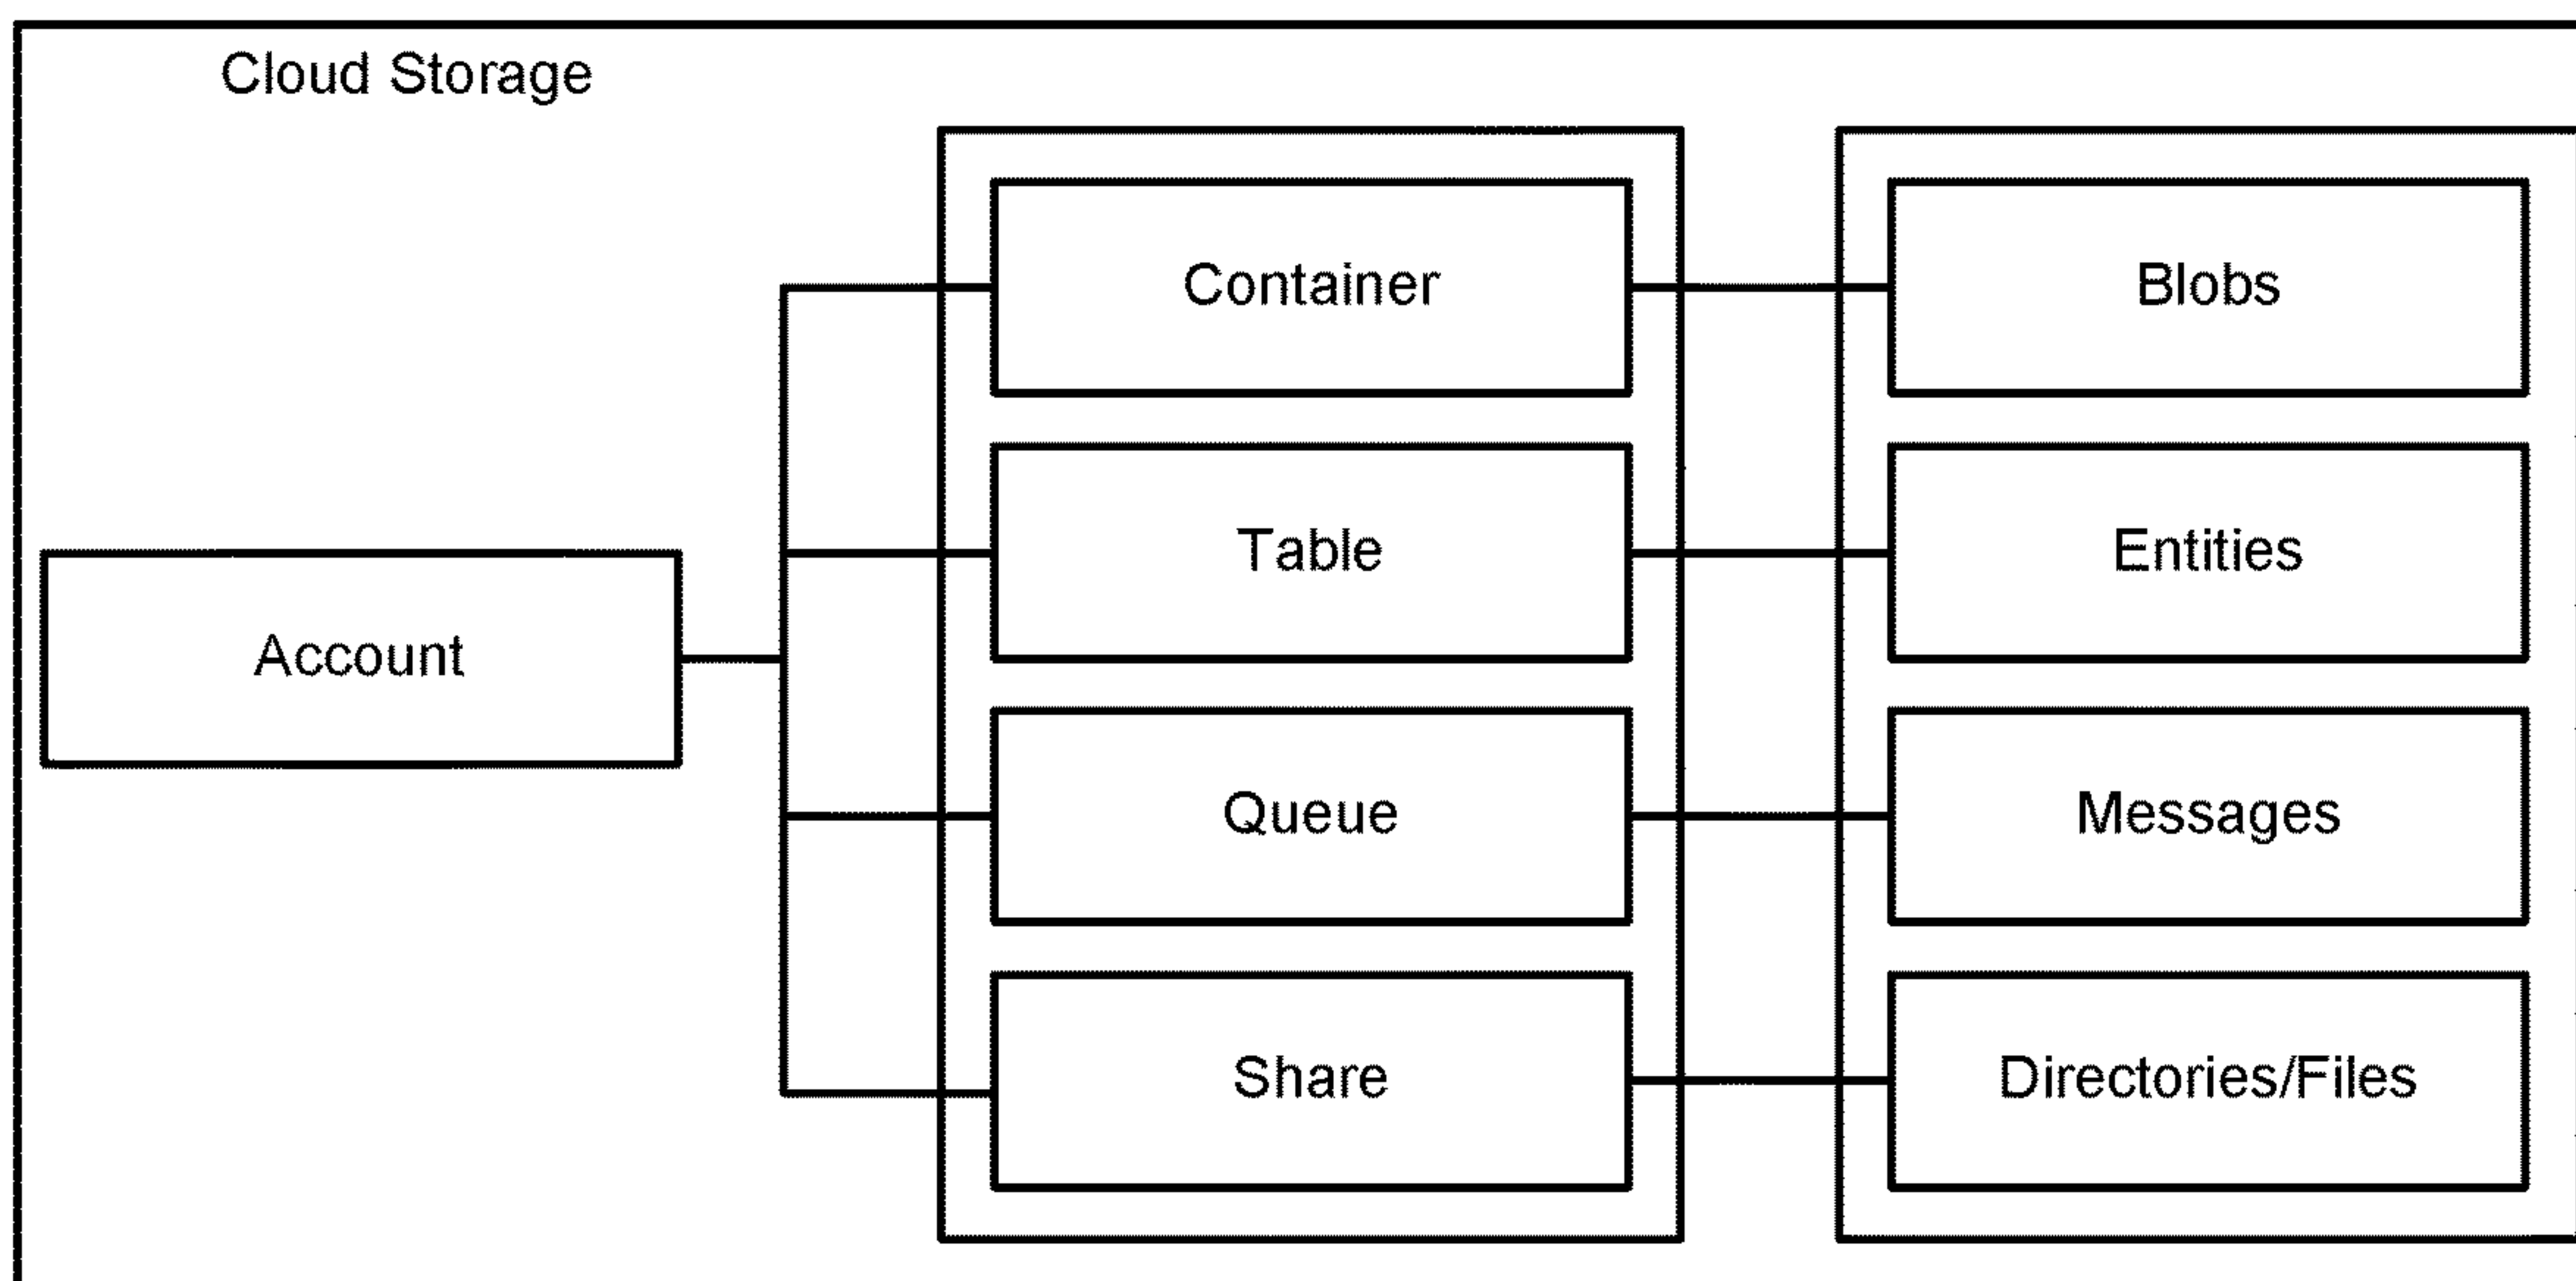 Cloud Storage
Container
Blobs
Table
Entities
Account
Queue
Messages
Share
Directories/Files